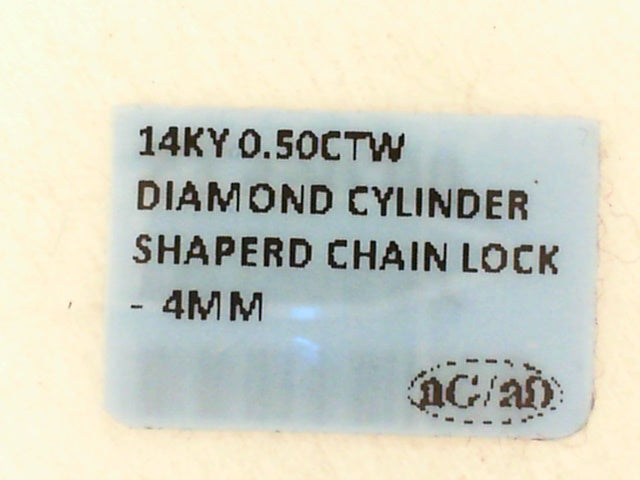 14KY 0.50CTW
DIAMOND CYLINDER
SHAPERD CHAIN LOCK
- 4MM